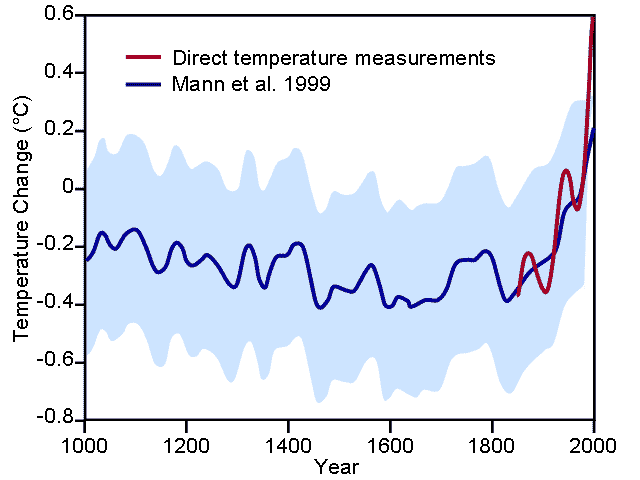 0.6
0.4
0.2
0
-0.2
-0.4
-0.6
-0.8
Temperature Change (°C)
Direct temperature measurements
Mann et al. 1999
1000 1200 1400 1600 1800 2000
Year